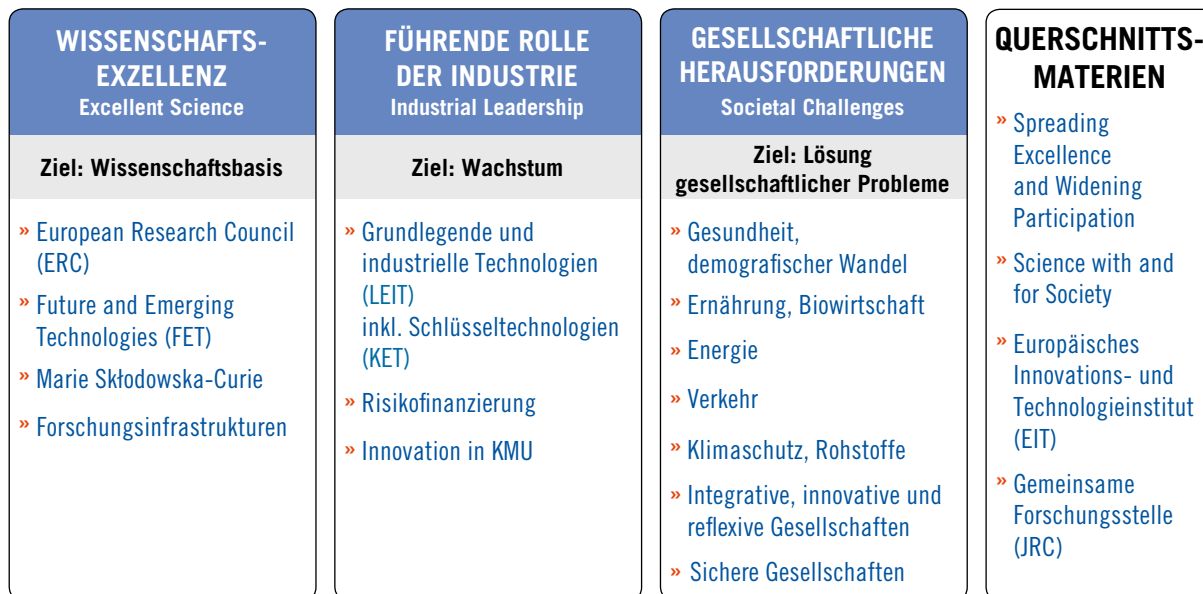 WISSENSCHAFTS-
EXZELLENZ
Excellent Science
Ziel: Wissenschaftsbasis
» European Research Council
(ERC)
» Future and Emerging
Technologies (FET)
» Marie Skłodowska-Curie
» Forschungsinfrastrukturen
FÜHRENDE ROLLE
DER INDUSTRIE
Industrial Leadership
Ziel: Wachstum
» Grundlegende und
industrielle Technologien
(LEIT)
inkl. Schlüsseltechnologien
(KET)
» Risikofinanzierung
» Innovation in KMU
GESELLSCHAFTLICHE
HERAUSFORDERUNGEN
Societal Challenges
Ziel: Lösung
gesellschaftlicher Probleme
» Gesundheit,
demografischer Wandel
» Ernährung, Biowirtschaft
» Energie
» Verkehr
» Klimaschutz, Rohstoffe
» Integrative, innovative und
reflexive Gesellschaften
» Sichere Gesellschaften
QUERSCHNITTS-
MATERIEN
» Spreading
Excellence
and Widening
Participation
» Science with and
for Society
» Europäisches
Innovations- und
Technologieinstitut
(EIT)
» Gemeinsame
Forschungsstelle
(JRC)